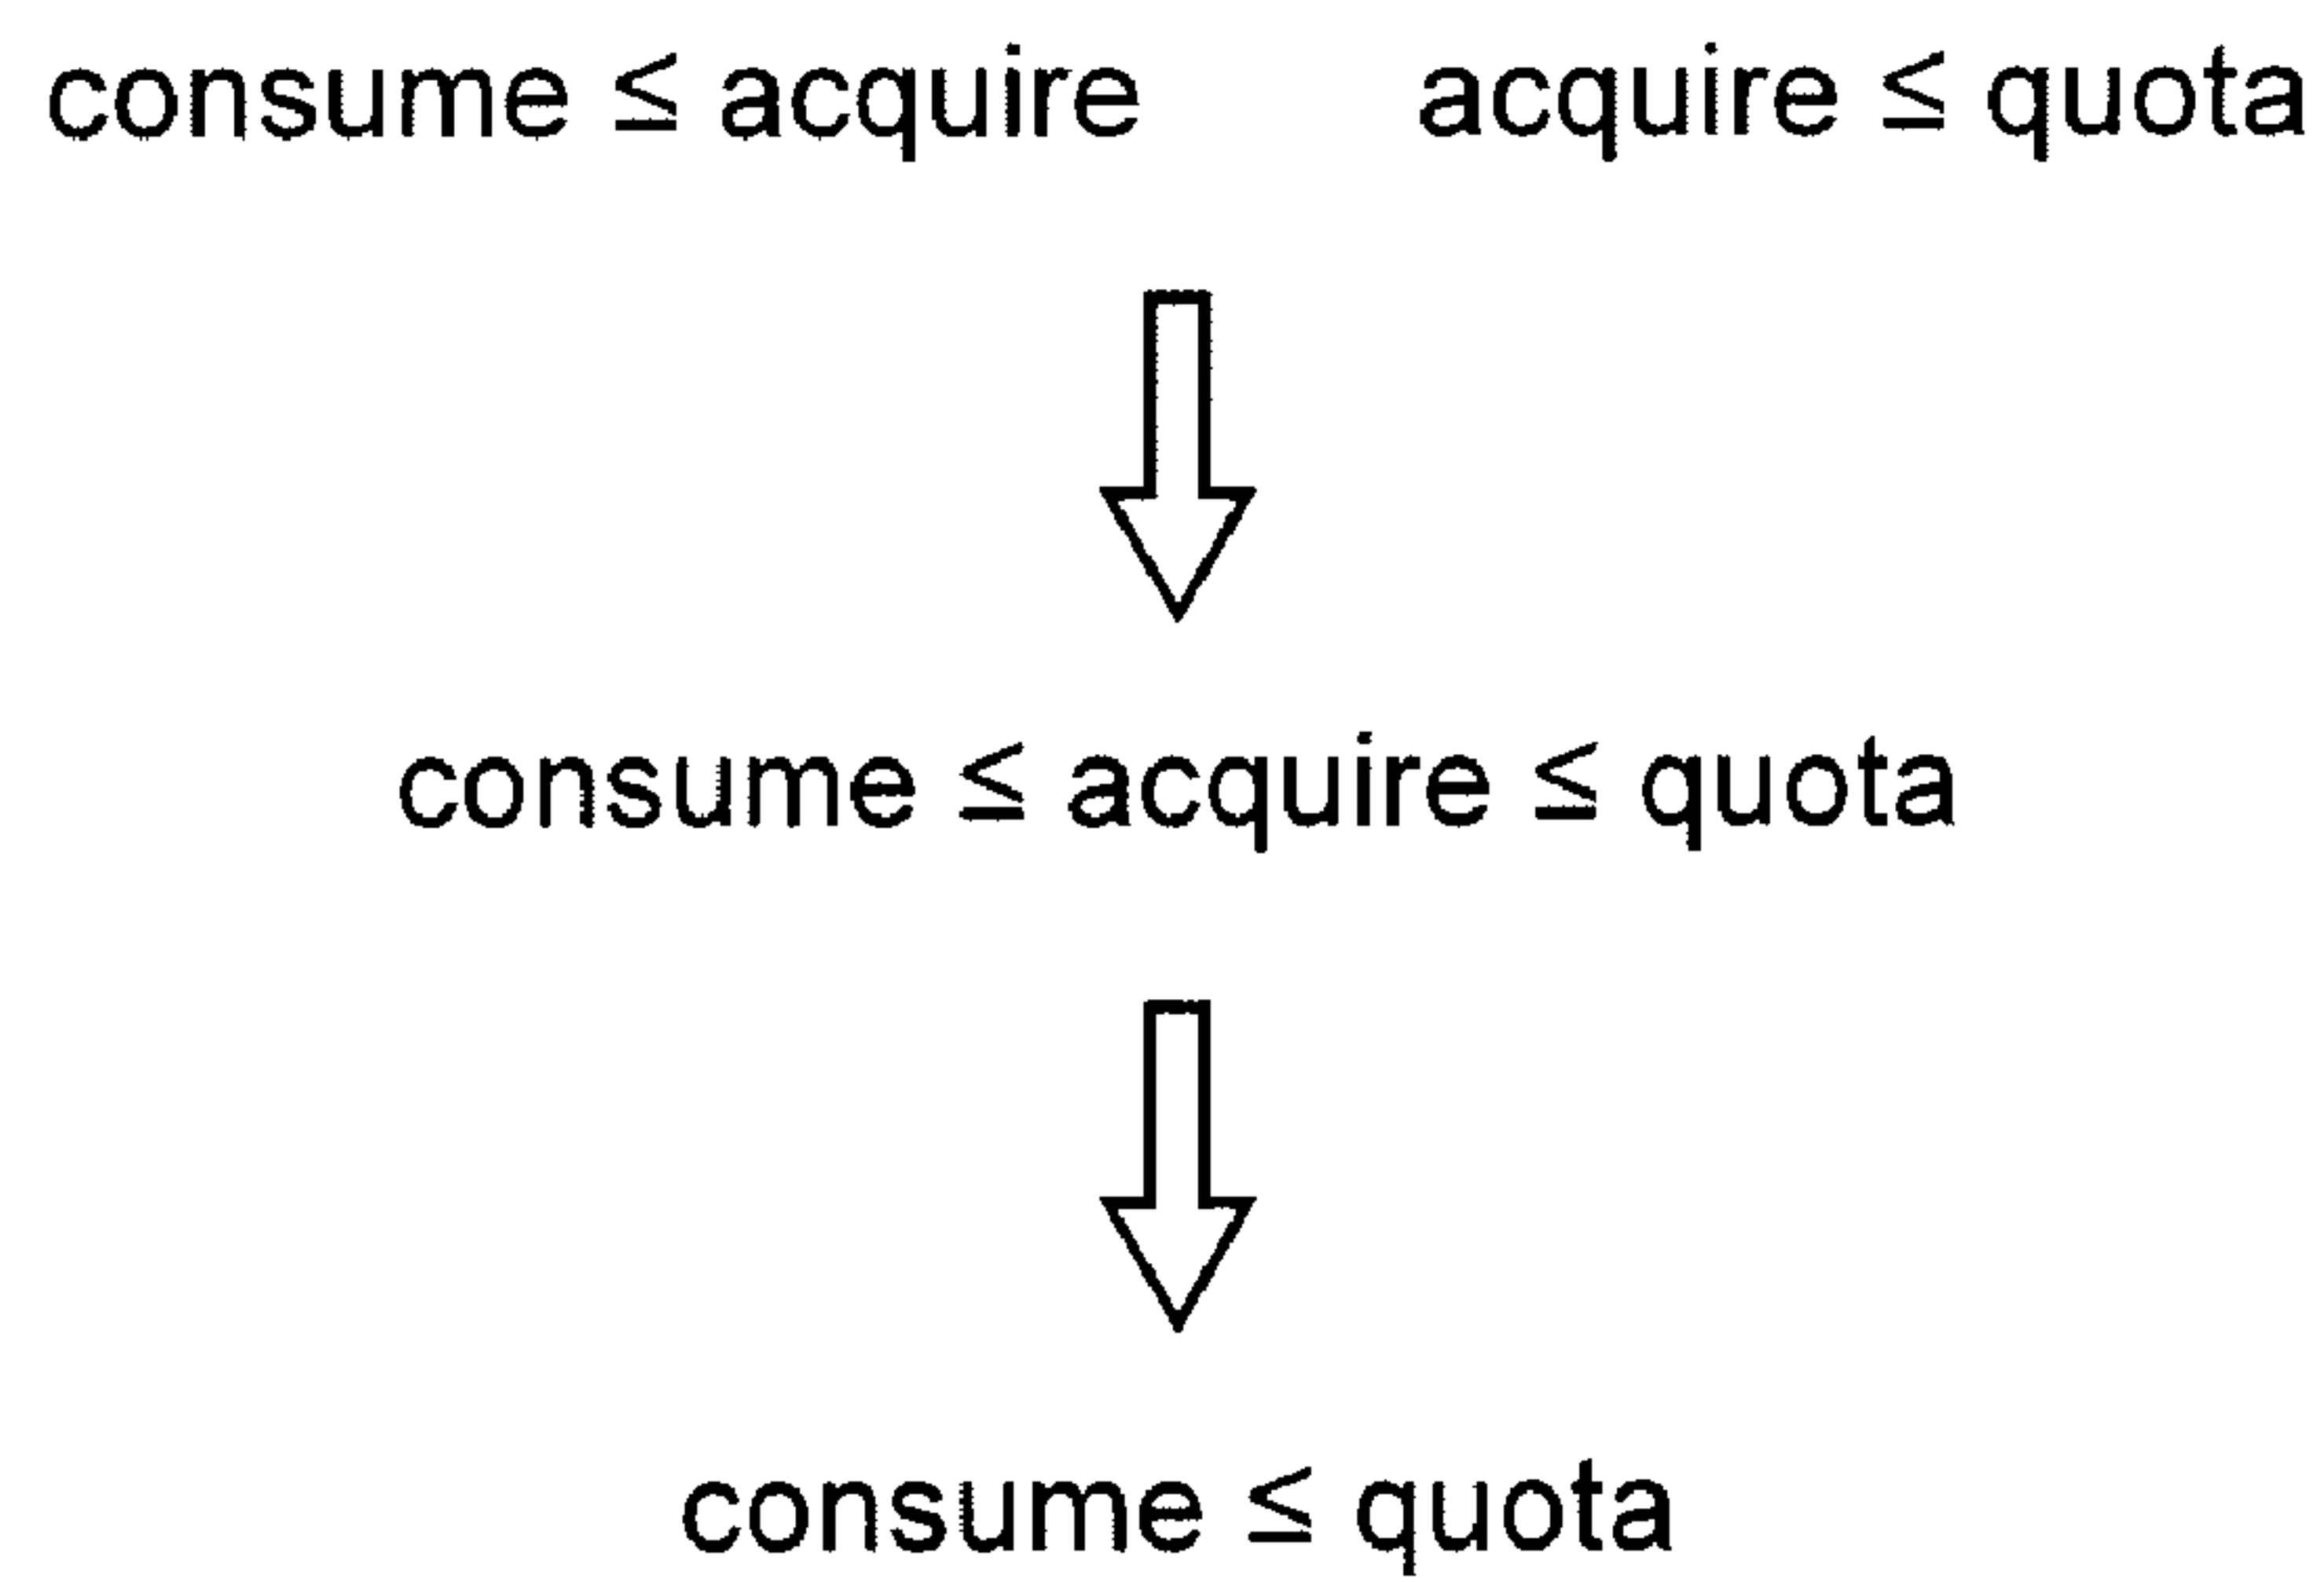 consume ≤ acquire acquire ≤ quota
consume ≤ acquire ≤ quota
consume ≤ quota